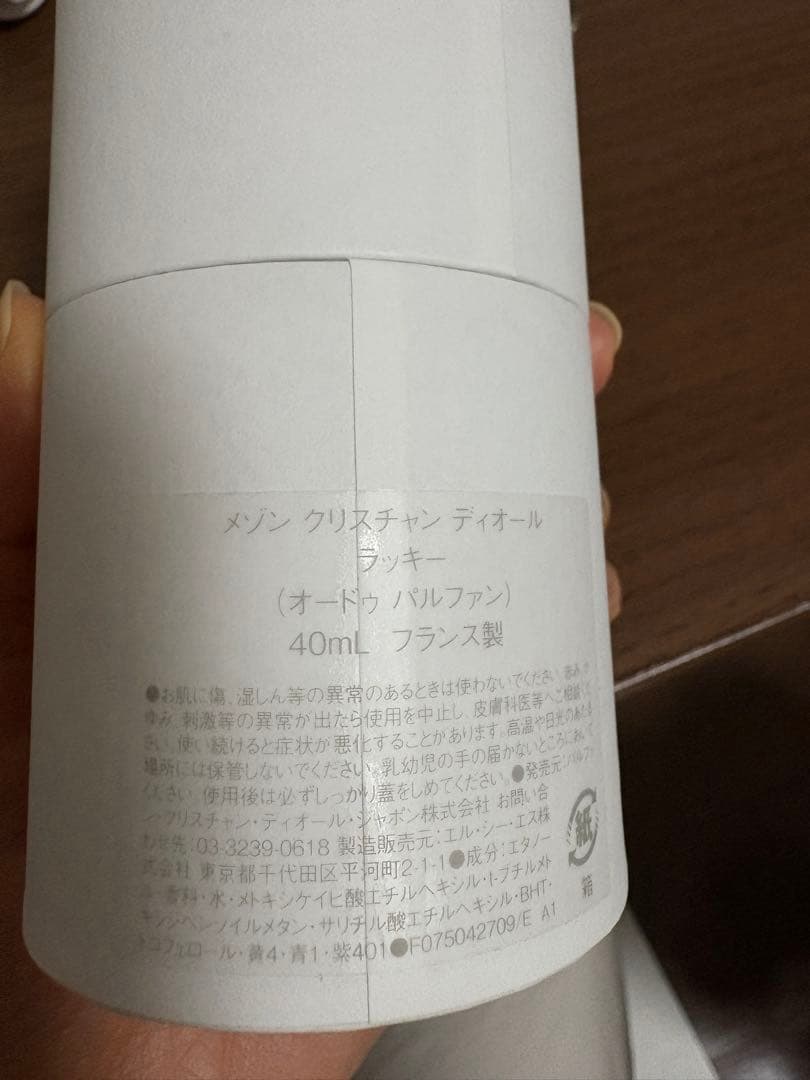 メゾン クリスチャン ディオール
ラッキー
(オードゥ パルファン)
40mL フランス製
●お肌に傷、湿しん等の異常のあるときは使わないでください。赤み、か
ゆみ、刺激等の異常が出たら使用を中止し、皮膚科医等へご相談
さい。使い続けると症状が悪化することがあります。高温や日光のあたる
場所には保管しないでください。乳幼児の手の届かないところにおいて
ください。使用後は必ずしっかり蓋をしめてください。●発売元:パルファ
クリスチャン・ディオール・ジャポン株式会社 お問い合
わせ先:03-3239-0618 製造販売元:エル・シー・エス株
式会社 東京都千代田区平河町2-1-1●成分:エタノー
ル・香料・水・メトキシケイヒ酸エチルヘキシル・t-ブチルメト
キシジベンゾイルメタン・サリチル酸エチルヘキシル・BHT・
トコフェロール・黄4・青1・紫401●F075042709/E A1
紙
箱